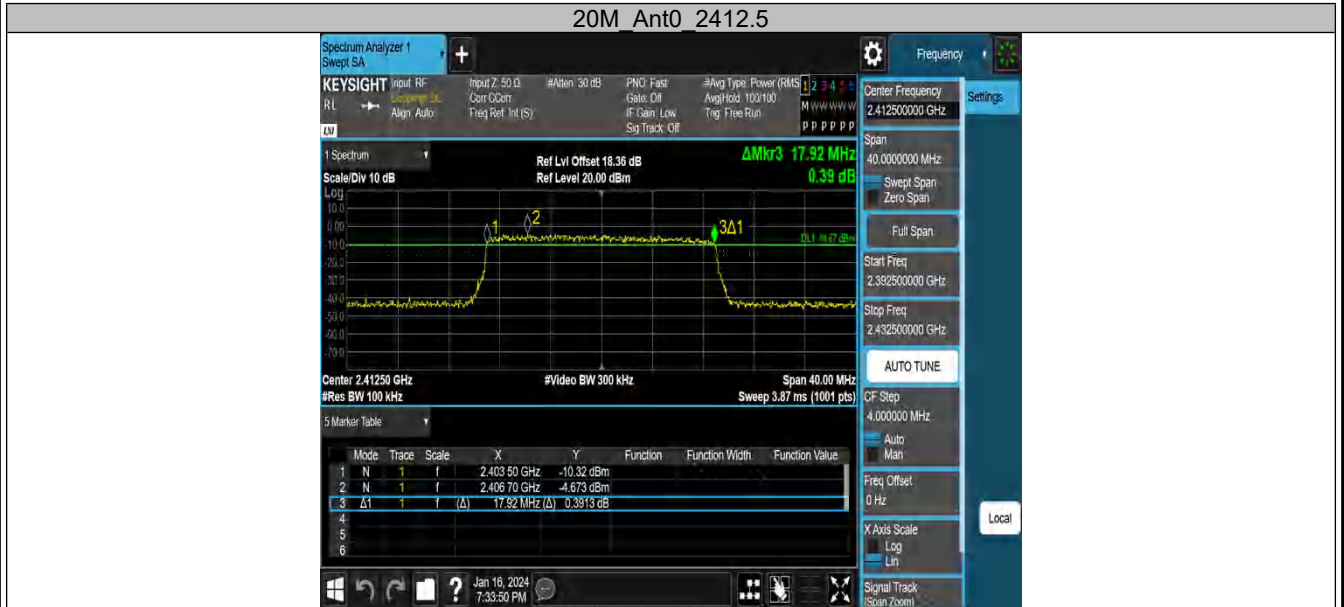 20M_Ant0_2412.5
Spectrum Analyzer 1
Swept SA
+
Frequency
KEYSIGHT
RL
LXI
Input: RF
Align: Auto
Input Z: 50 Ω
Corr CCorr
Freq Ref: Int (S)
#Atten: 30 dB
PNO: Fast
Gate: Off
IF Gain: Low
Sig Track: Off
#Avg Type: Power (RMS
Avg|Hold: 100/100
Trig: Free Run
1 2 3 4 5 6
M W W W W W
P P P P P P
Center Frequency
2.412500000 GHz
Settings
Span
40.0000000 MHz
Swept Span
Zero Span
Full Span
Start Freq
2.392500000 GHz
Stop Freq
2.432500000 GHz
AUTO TUNE
CF Step
4.000000 MHz
Auto
Man
Freq Offset
0 Hz
X Axis Scale
Log
Lin
Local
Signal Track
(Span Zoom)
1 Spectrum
Scale/Div 10 dB
Ref Lvl Offset 18.36 dB
Ref Level 20.00 dBm
ΔMkr3 17.92 MHz
0.39 dB
Log
10.0
0.00
-10.0
-20.0
-30.0
-40.0
-50.0
-60.0
-70.0
1
2
3Δ1
Center 2.41250 GHz
#Video BW 300 kHz
Span 40.00 MHz
#Res BW 100 kHz
Sweep 3.87 ms (1001 pts)
5 Marker Table
Mode Trace Scale X Y Function Function Width Function Value
1 N 1 f 2.403 50 GHz -10.32 dBm
2 N 1 f 2.406 70 GHz -4.673 dBm
3 Δ1 1 f (Δ) 17.92 MHz (Δ) 0.3913 dB
4
5
6
?
Jan 16, 2024
7:33:50 PM